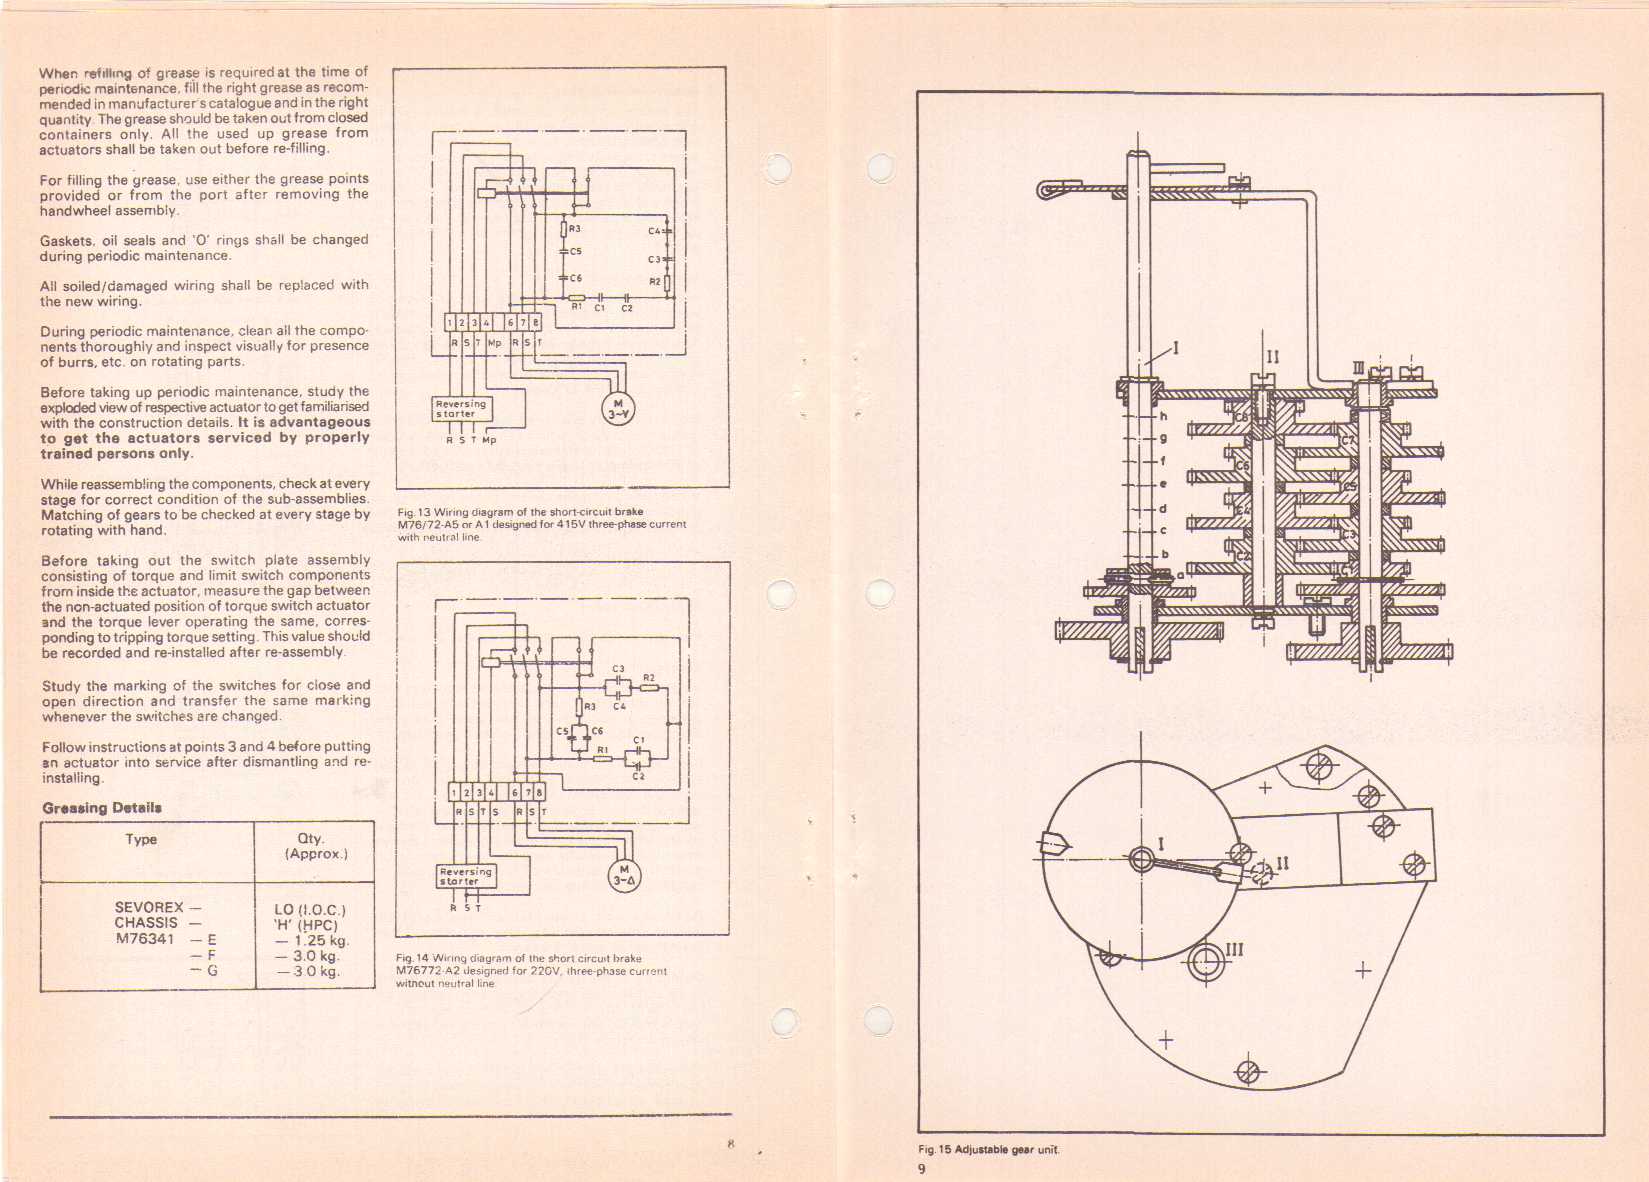 When refilling of grease is required at the time of
periodic maintenance, fill the right grease as recom-
mended in manufacturer's catalogue and in the right
quantity. The grease should be taken out from closed
containers only. All the used up grease from
actuators shall be taken out before re-filling.
For filling the grease, use either the grease points
provided or from the port after removing the
handwheel assembly.
Gaskets, oil seals and 'O' rings shall be changed
during periodic maintenance.
All soiled/damaged wiring shall be replaced with
the new wiring.
During periodic maintenance, clean all the compo-
nents thoroughly and inspect visually for presence
of burrs, etc. on rotating parts.
Before taking up periodic maintenance, study the
exploded view of respective actuator to get familiarised
with the construction details. It is advantageous
to get the actuators serviced by properly
trained persons only.
While reassembling the components, check at every
stage for correct condition of the sub-assemblies.
Matching of gears to be checked at every stage by
rotating with hand.
Before taking out the switch plate assembly
consisting of torque and limit switch components
from inside the actuator, measure the gap between
the non-actuated position of torque switch actuator
and the torque lever operating the same, corres-
ponding to tripping torque setting. This value should
be recorded and re-installed after re-assembly.
Study the marking of the switches for close and
open direction and transfer the same marking
whenever the switches are changed.
Follow instructions at points 3 and 4 before putting
an actuator into service after dismantling and re-
installing.
Greasing Details
Type Qty.
(Approx.)
SEVOREX — LO (I.O.C.)
CHASSIS — 'H' (HPC)
M76341 — E — 1.25 kg.
— F — 3.0 kg.
— G — 3.0 kg.
R3 C4
C5 C3
C6 R2
R1 C1 C2
1 2 3 4 6 7 8
R S T Mp R S T
Reversing
starter
M
3~Y
R S T Mp
Fig. 13 Wiring diagram of the short-circuit brake
M76/72-A5 or A1 designed for 415V three-phase current
with neutral line.
C3
R2
R3 C4
C5 C6
C1
R1
C2
1 2 3 4 6 7 8
R S T S R S T
Reversing
starter
M
3~Δ
R S T
Fig. 14 Wiring diagram of the short circuit brake
M76772-A2 designed for 220V, three-phase current
without neutral line
8
I
II
III
h
g
f
e
d
c
b
a
C8
C7
C6
C5
C4
C3
C2
I
II
III
Fig. 15 Adjustable gear unit.
9